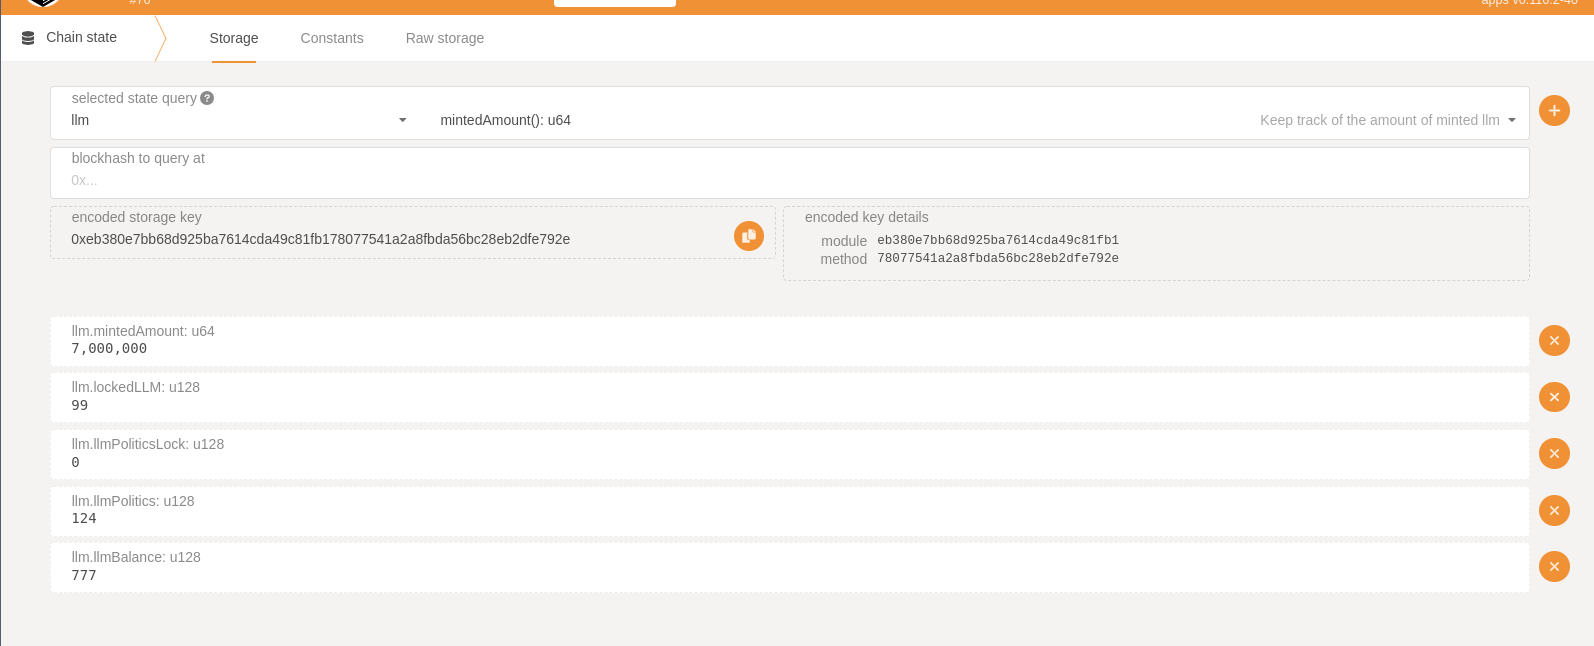 #70
apps v0.116.2-48
Chain state
Storage
Constants
Raw storage
selected state query
llm
mintedAmount(): u64
Keep track of the amount of minted llm
blockhash to query at
0x...
encoded storage key
0xeb380e7bb68d925ba7614cda49c81fb178077541a2a8fbda56bc28eb2dfe792e
encoded key details
module eb380e7bb68d925ba7614cda49c81fb1
method 78077541a2a8fbda56bc28eb2dfe792e
llm.mintedAmount: u64
7,000,000
llm.lockedLLM: u128
99
llm.llmPoliticsLock: u128
0
llm.llmPolitics: u128
124
llm.llmBalance: u128
777